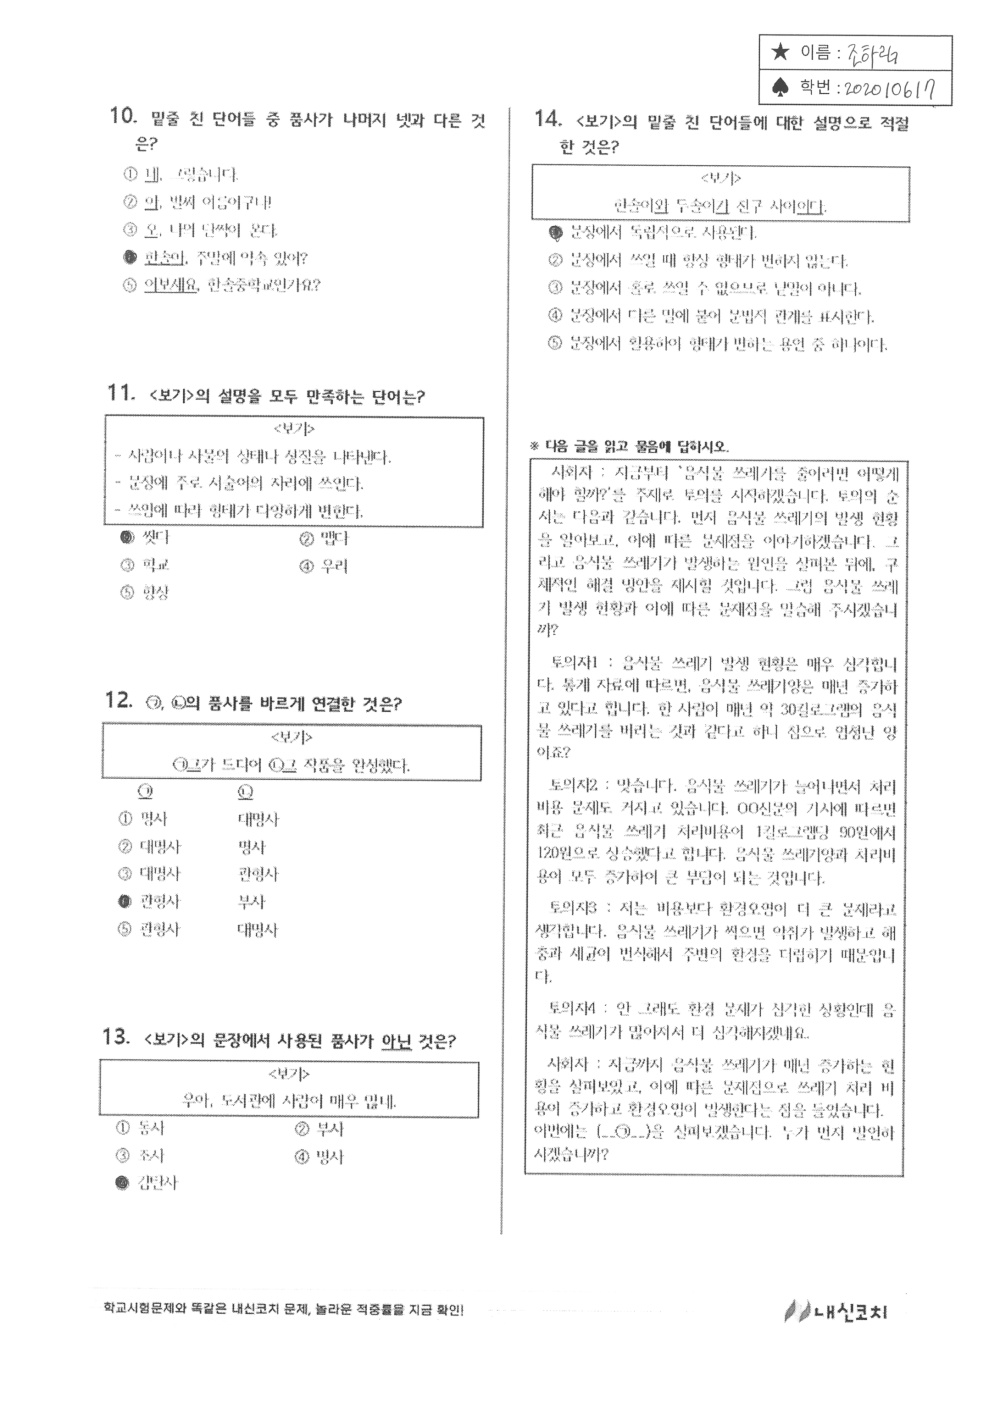 ★ 이름 : 조하
♠ 학번 : 2020610617
10. 밑줄 친 단어들 중 품사가 나머지 넷과 다른 것
은?
① 네, 그렇습니다.
② 아, 벌써 여름이구나!
③ 오, 나의 단짝이 온다.
한솔아, 주말에 약속 있어?
⑤ 여보세요, 한솔중학교인가요?
11. <보기>의 설명을 모두 만족하는 단어는?
<보기>
- 사람이나 사물의 상태나 성질을 나타낸다.
- 문장에 주로 서술어의 자리에 쓰인다.
- 쓰임에 따라 형태가 다양하게 변한다.
씻다 ② 맵다
③ 학교 ④ 우리
⑤ 항상
12. ㉠, ㉡의 품사를 바르게 연결한 것은?
<보기>
㉠그가 드디어 ㉡그 작품을 완성했다.
㉠ ㉡
① 명사 대명사
② 대명사 명사
③ 대명사 관형사
관형사 부사
⑤ 관형사 대명사
13. <보기>의 문장에서 사용된 품사가 아닌 것은?
<보기>
우아, 도서관에 사람이 매우 많네.
① 동사 ② 부사
③ 조사 ④ 명사
감탄사
14. <보기>의 밑줄 친 단어들에 대한 설명으로 적절
한 것은?
<보기>
한솔이와 두솔이가 친구 사이이다.
문장에서 독립적으로 사용된다.
② 문장에서 쓰일 때 항상 형태가 변하지 않는다.
③ 문장에서 홀로 쓰일 수 없으므로 낱말이 아니다.
④ 문장에서 다른 말에 붙어 문법적 관계를 표시한다.
⑤ 문장에서 활용하여 형태가 변하는 용언 중 하나이다.
※ 다음 글을 읽고 물음에 답하시오.
사회자 : 지금부터 '음식물 쓰레기를 줄이려면 어떻게
해야 할까?'를 주제로 토의를 시작하겠습니다. 토의의 순
서는 다음과 같습니다. 먼저 음식물 쓰레기의 발생 현황
을 알아보고, 이에 따른 문제점을 이야기하겠습니다. 그
리고 음식물 쓰레기가 발생하는 원인을 살펴본 뒤에, 구
체적인 해결 방안을 제시할 것입니다. 그럼 음식물 쓰레
기 발생 현황과 이에 따른 문제점을 말씀해 주시겠습니
까?
토의자1 : 음식물 쓰레기 발생 현황은 매우 심각합니
다. 통계 자료에 따르면, 음식물 쓰레기양은 매년 증가하
고 있다고 합니다. 한 사람이 매년 약 30킬로그램의 음식
물 쓰레기를 버리는 것과 같다고 하니 참으로 엄청난 양
이죠?
토의자2 : 맞습니다. 음식물 쓰레기가 늘어나면서 처리
비용 문제도 커지고 있습니다. OO신문의 기사에 따르면
최근 음식물 쓰레기 처리비용이 1킬로그램당 90원에서
120원으로 상승했다고 합니다. 음식물 쓰레기양과 처리비
용이 모두 증가하여 큰 부담이 되는 것입니다.
토의자3 : 저는 비용보다 환경오염이 더 큰 문제라고
생각합니다. 음식물 쓰레기가 썩으면 악취가 발생하고 해
충과 세균이 번식해서 주변의 환경을 더럽히기 때문입니
다.
토의자4 : 안 그래도 환경 문제가 심각한 상황인데 음
식물 쓰레기가 많아져서 더 심각해지겠네요.
사회자 : 지금까지 음식물 쓰레기가 매년 증가하는 현
황을 살펴보았고, 이에 따른 문제점으로 쓰레기 처리 비
용이 증가하고 환경오염이 발생한다는 점을 들었습니다.
이번에는 (__㉠__)을 살펴보겠습니다. 누가 먼저 발언하
시겠습니까?
학교시험문제와 똑같은 내신코치 문제, 놀라운 적중률을 지금 확인!
내신코치